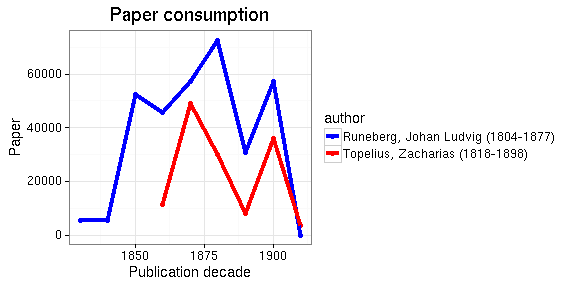 Paper consumption
60000
40000
20000
0
Paper
1850 1875 1900
Publication decade
author
Runeberg, Johan Ludvig (1804-1877)
Topelius, Zacharias (1818-1898)